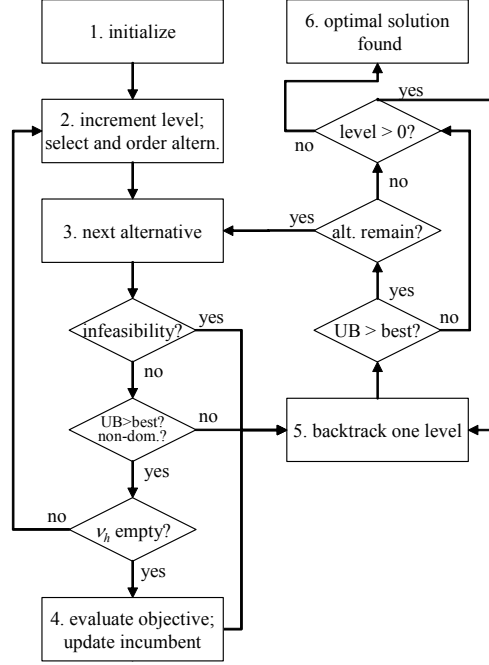 1. initialize
6. optimal solution
found
2. increment level;
select and order altern.
level > 0?
yes
no
no
3. next alternative
yes
alt. remain?
yes
infeasibility?
yes
no
UB > best?
no
UB>best?
non-dom.?
no
5. backtrack one level
yes
no
νh empty?
yes
4. evaluate objective;
update incumbent